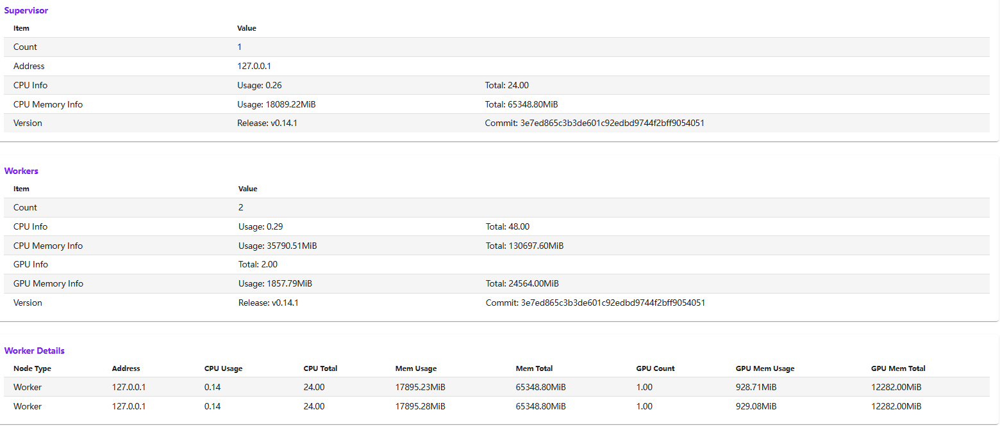 Supervisor
Item Value
Count 1
Address 127.0.0.1
CPU Info Usage: 0.26 Total: 24.00
CPU Memory Info Usage: 18089.22MiB Total: 65348.80MiB
Version Release: v0.14.1 Commit: 3e7ed865c3b3de601c92edbd9744f2bff9054051
Workers
Item Value
Count 2
CPU Info Usage: 0.29 Total: 48.00
CPU Memory Info Usage: 35790.51MiB Total: 130697.60MiB
GPU Info Total: 2.00
GPU Memory Info Usage: 1857.79MiB Total: 24564.00MiB
Version Release: v0.14.1 Commit: 3e7ed865c3b3de601c92edbd9744f2bff9054051
Worker Details
Node Type Address CPU Usage CPU Total Mem Usage Mem Total GPU Count GPU Mem Usage GPU Mem Total
Worker 127.0.0.1 0.14 24.00 17895.23MiB 65348.80MiB 1.00 928.71MiB 12282.00MiB
Worker 127.0.0.1 0.14 24.00 17895.28MiB 65348.80MiB 1.00 929.08MiB 12282.00MiB